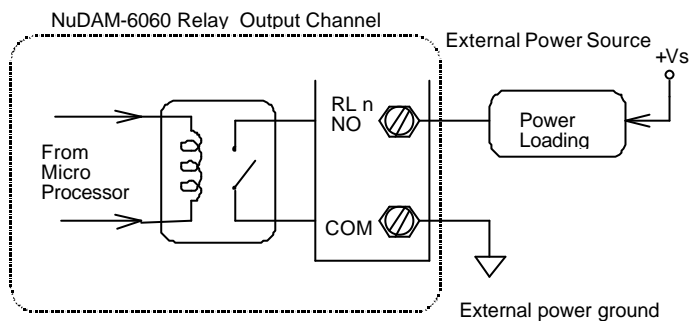 NuDAM-6060 Relay Output Channel
External Power Source
+Vs
RL n
NO
Power
Loading
From
Micro
Processor
COM
External power ground